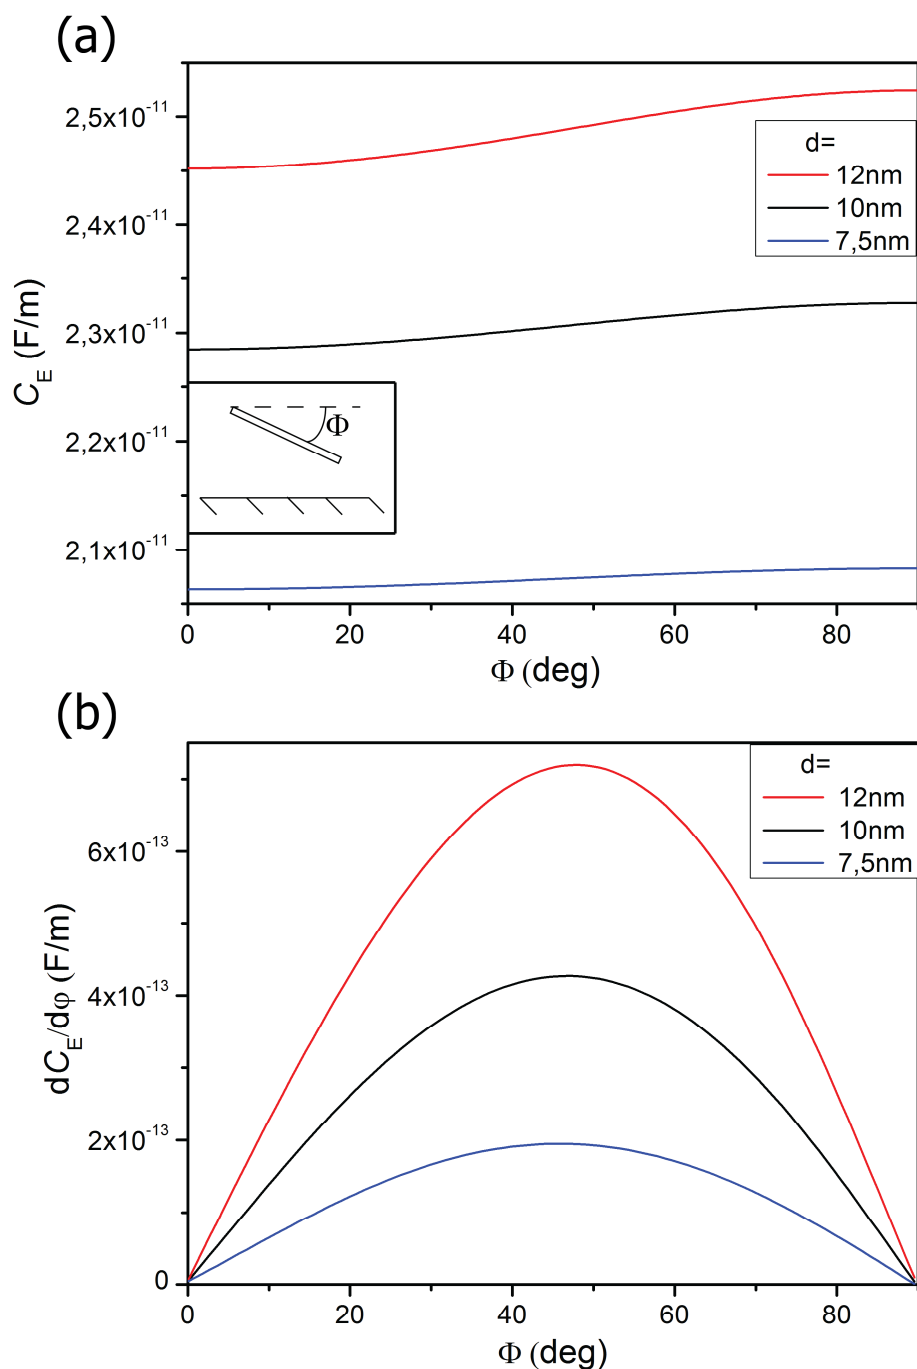 (a)
2,5x10⁻¹¹
2,4x10⁻¹¹
2,3x10⁻¹¹
2,2x10⁻¹¹
2,1x10⁻¹¹
C_E (F/m)
d=
12nm
10nm
7,5nm
Φ
0 20 40 60 80
Φ (deg)
(b)
6x10⁻¹³
4x10⁻¹³
2x10⁻¹³
0
dC_E/dφ (F/m)
d=
12nm
10nm
7,5nm
0 20 40 60 80
Φ (deg)